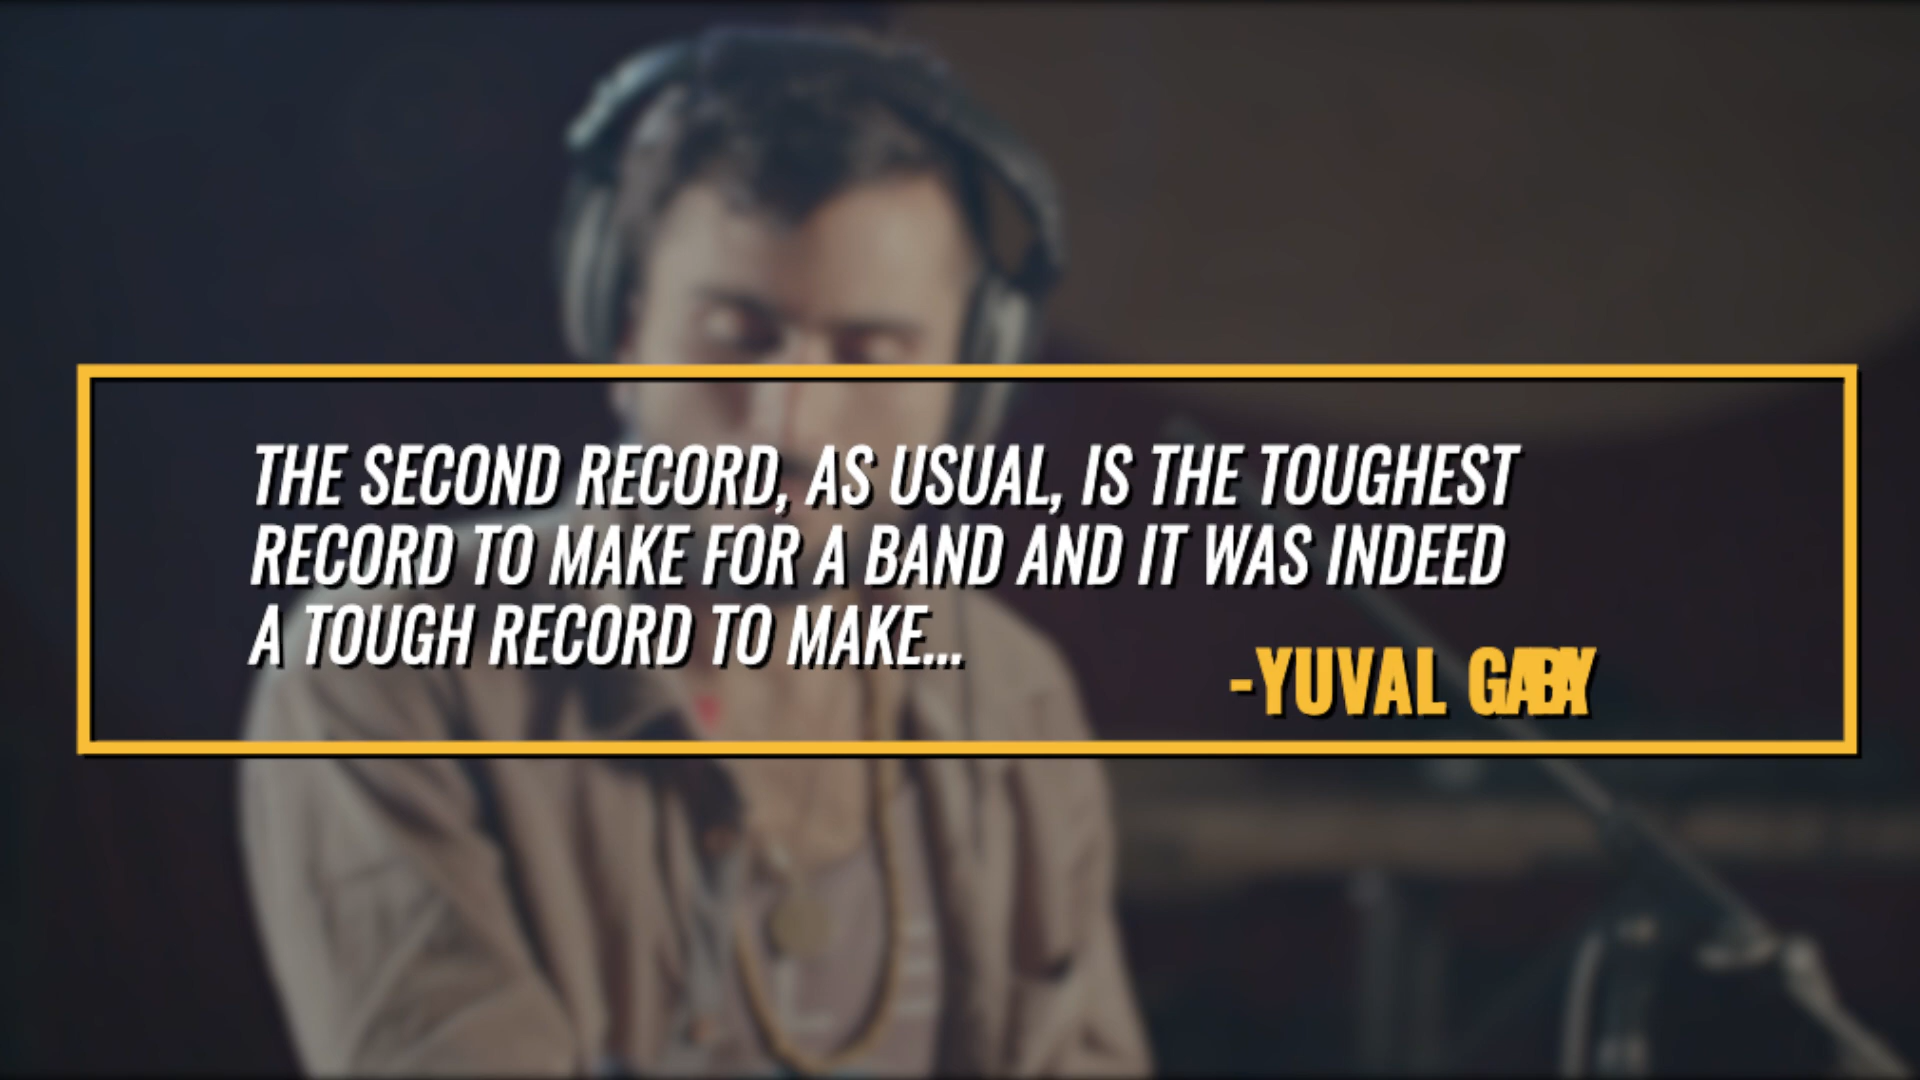 THE SECOND RECORD, AS USUAL, IS THE TOUGHEST
RECORD TO MAKE FOR A BAND AND IT WAS INDEED
A TOUGH RECORD TO MAKE...
-YUVAL GABAY